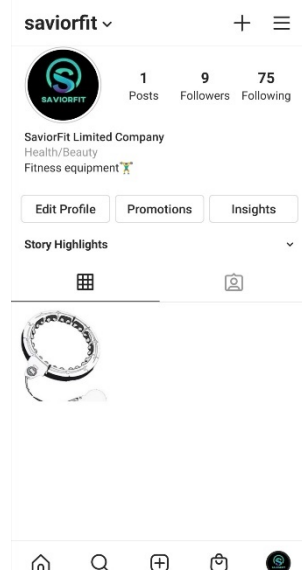 saviorfit
SAVIORFIT
1 9 75
Posts Followers Following
SaviorFit Limited Company
Health/Beauty
Fitness equipment🏋️‍♂️
Edit Profile Promotions Insights
Story Highlights